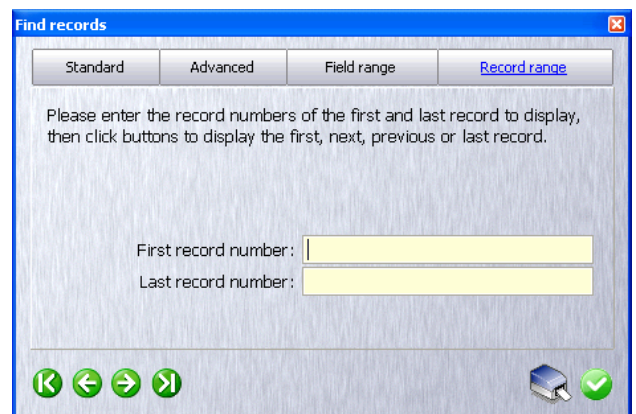 Find records
Standard Advanced Field range Record range
Please enter the record numbers of the first and last record to display,
then click buttons to display the first, next, previous or last record.
First record number:
Last record number: